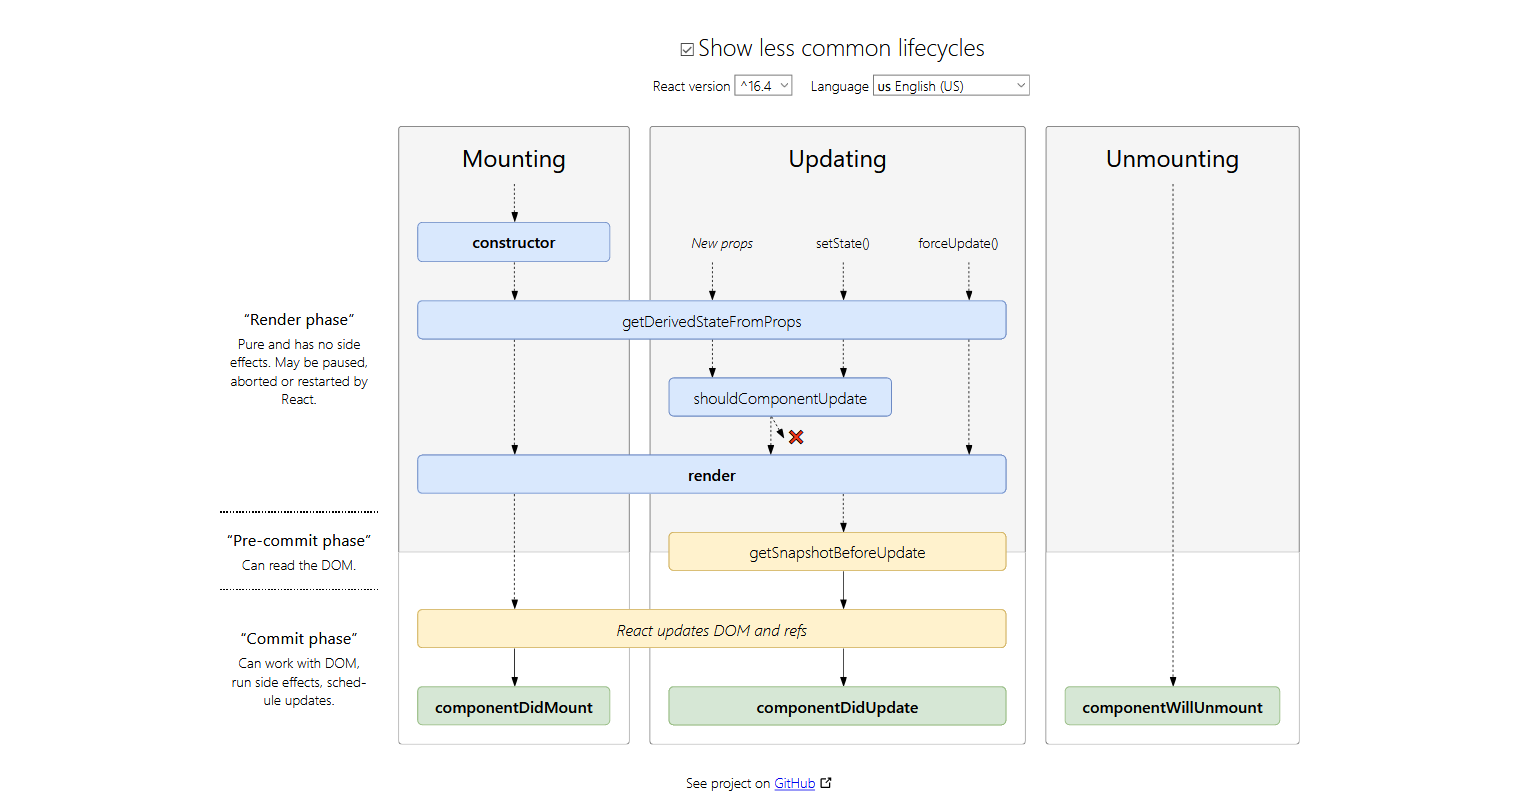 Show less common lifecycles
React version ^16.4 Language us English (US)
Mounting
Updating
Unmounting
constructor
New props
setState()
forceUpdate()
“Render phase”
Pure and has no side
effects. May be paused,
aborted or restarted by
React.
getDerivedStateFromProps
shouldComponentUpdate
render
“Pre-commit phase”
Can read the DOM.
getSnapshotBeforeUpdate
“Commit phase”
Can work with DOM,
run side effects, sched-
ule updates.
React updates DOM and refs
componentDidMount
componentDidUpdate
componentWillUnmount
See project on GitHub